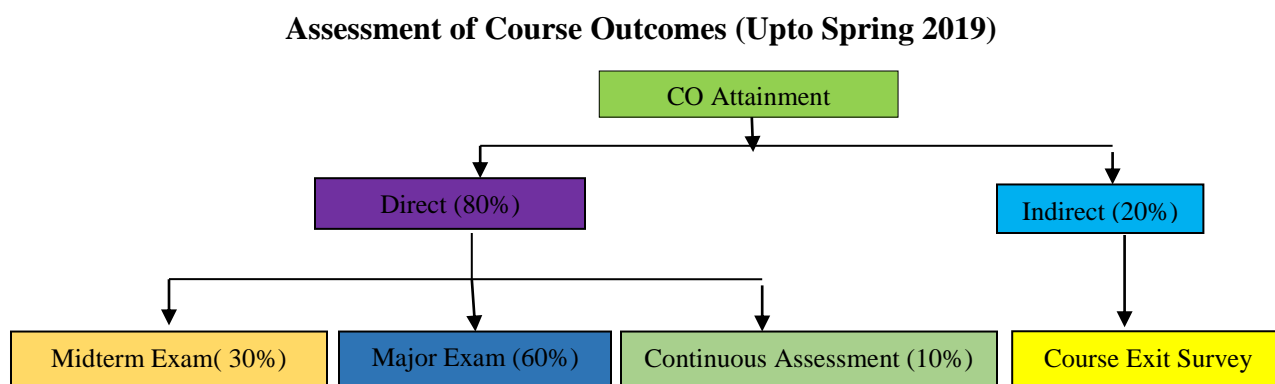 Assessment of Course Outcomes (Upto Spring 2019)
CO Attainment
Direct (80%)
Indirect (20%)
Midterm Exam( 30%)
Major Exam (60%)
Continuous Assessment (10%)
Course Exit Survey